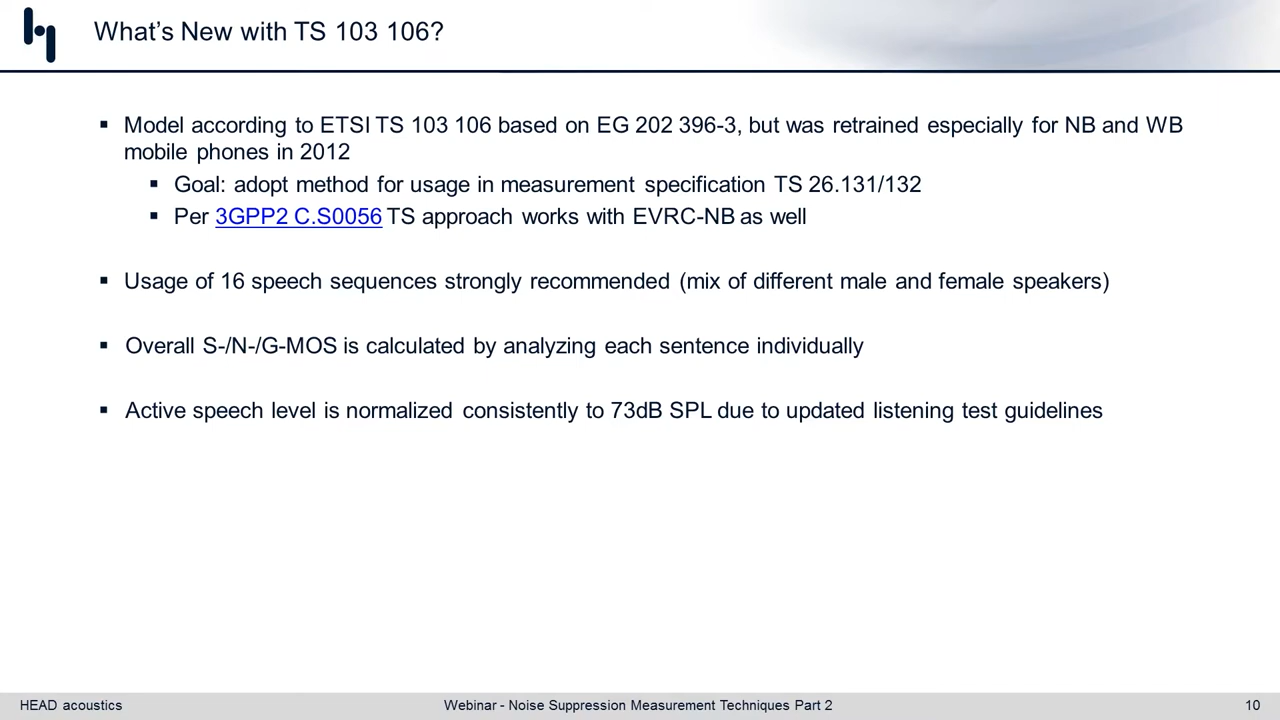 What's New with TS 103 106?
▪ Model according to ETSI TS 103 106 based on EG 202 396-3, but was retrained especially for NB and WB
mobile phones in 2012
▪ Goal: adopt method for usage in measurement specification TS 26.131/132
▪ Per 3GPP2 C.S0056 TS approach works with EVRC-NB as well
▪ Usage of 16 speech sequences strongly recommended (mix of different male and female speakers)
▪ Overall S-/N-/G-MOS is calculated by analyzing each sentence individually
▪ Active speech level is normalized consistently to 73dB SPL due to updated listening test guidelines
HEAD acoustics
Webinar - Noise Suppression Measurement Techniques Part 2
10